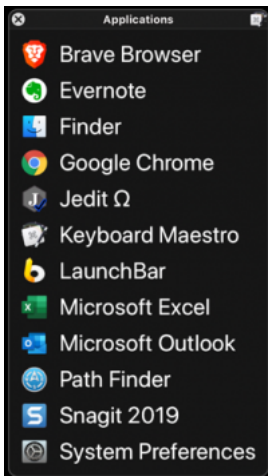 Applications
Brave Browser
Evernote
Finder
Google Chrome
Jedit Ω
Keyboard Maestro
LaunchBar
Microsoft Excel
Microsoft Outlook
Path Finder
Snagit 2019
System Preferences